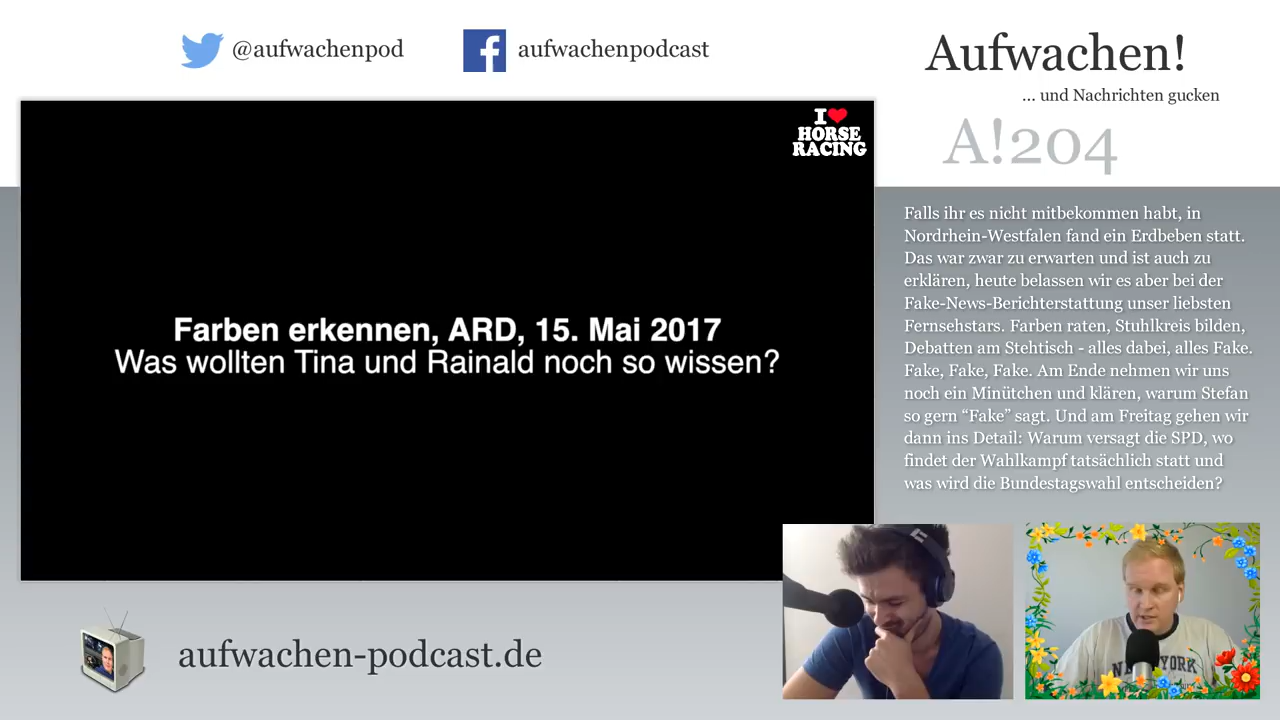 @aufwachenpod
aufwachenpodcast
Aufwachen!
... und Nachrichten gucken
A!204
I
HORSE
RACING
Farben erkennen, ARD, 15. Mai 2017
Was wollten Tina und Rainald noch so wissen?
Falls ihr es nicht mitbekommen habt, in
Nordrhein-Westfalen fand ein Erdbeben statt.
Das war zwar zu erwarten und ist auch zu
erklären, heute belassen wir es aber bei der
Fake-News-Berichterstattung unser liebsten
Fernsehstars. Farben raten, Stuhlkreis bilden,
Debatten am Stehtisch - alles dabei, alles Fake.
Fake, Fake, Fake. Am Ende nehmen wir uns
noch ein Minütchen und klären, warum Stefan
so gern “Fake” sagt. Und am Freitag gehen wir
dann ins Detail: Warum versagt die SPD, wo
findet der Wahlkampf tatsächlich statt und
was wird die Bundestagswahl entscheiden?
aufwachen-podcast.de